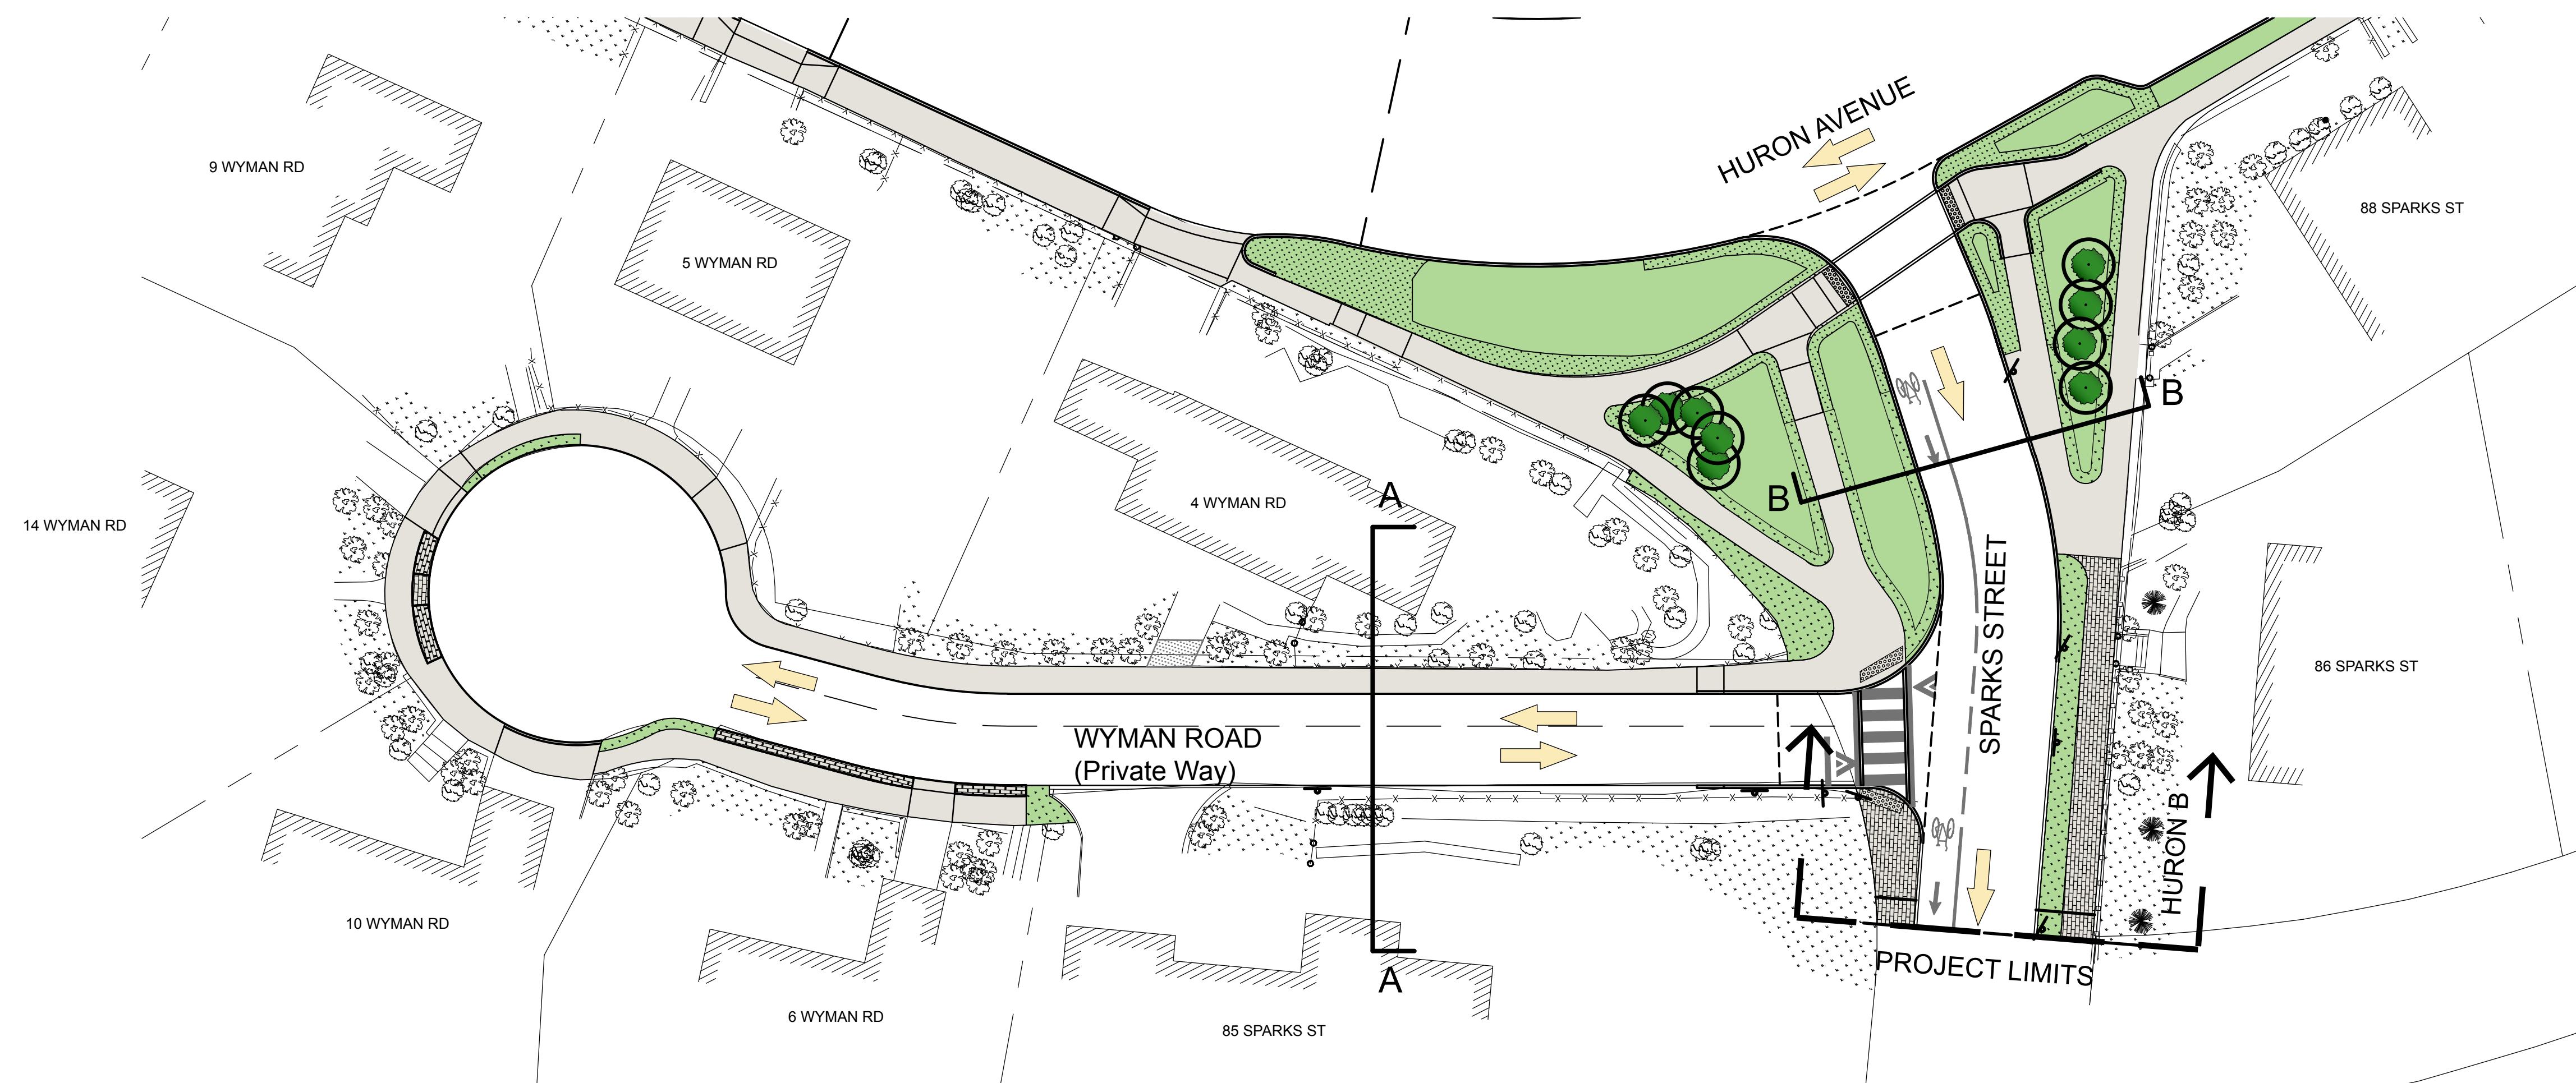 HURON AVENUE
9 WYMAN RD
88 SPARKS ST
5 WYMAN RD
B
B
A
4 WYMAN RD
14 WYMAN RD
SPARKS STREET
86 SPARKS ST
WYMAN ROAD
(Private Way)
HURON B
10 WYMAN RD
PROJECT LIMITS
A
6 WYMAN RD
85 SPARKS ST